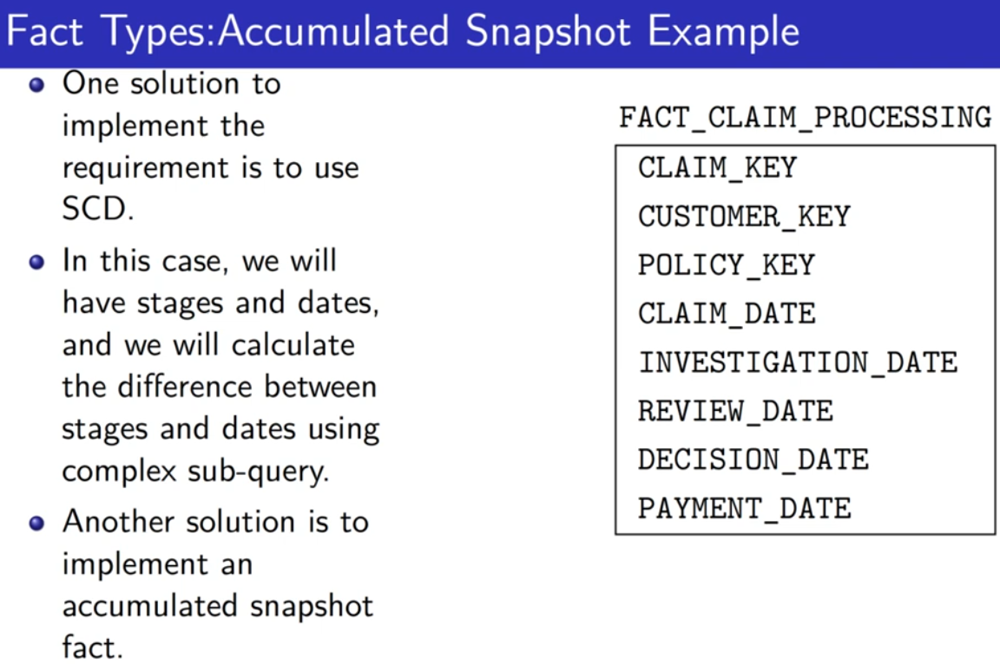 Fact Types:Accumulated Snapshot Example
One solution to
implement the
requirement is to use
SCD.
In this case, we will
have stages and dates,
and we will calculate
the difference between
stages and dates using
complex sub-query.
Another solution is to
implement an
accumulated snapshot
fact.
FACT_CLAIM_PROCESSING
CLAIM_KEY
CUSTOMER_KEY
POLICY_KEY
CLAIM_DATE
INVESTIGATION_DATE
REVIEW_DATE
DECISION_DATE
PAYMENT_DATE